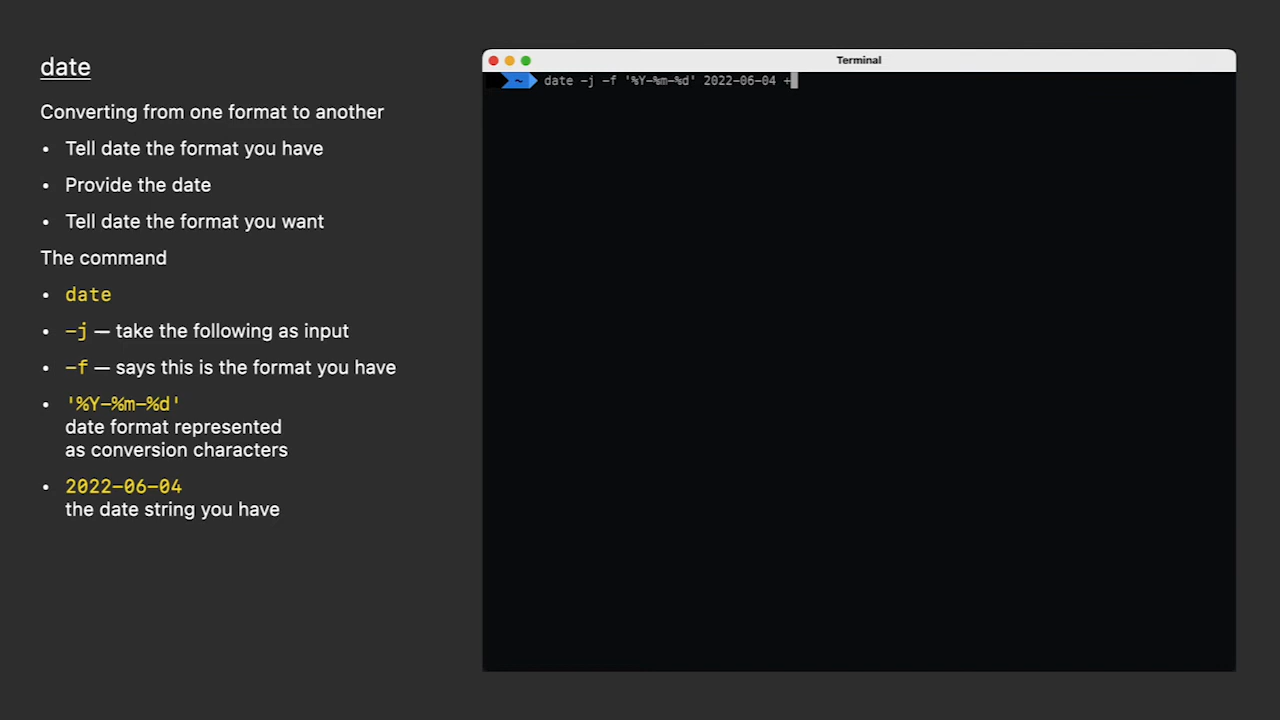 date
Converting from one format to another
• Tell date the format you have
• Provide the date
• Tell date the format you want
The command
• date
• -j — take the following as input
• -f — says this is the format you have
• '%Y-%m-%d'
date format represented
as conversion characters
• 2022-06-04
the date string you have
Terminal
~ date -j -f '%Y-%m-%d' 2022-06-04 +